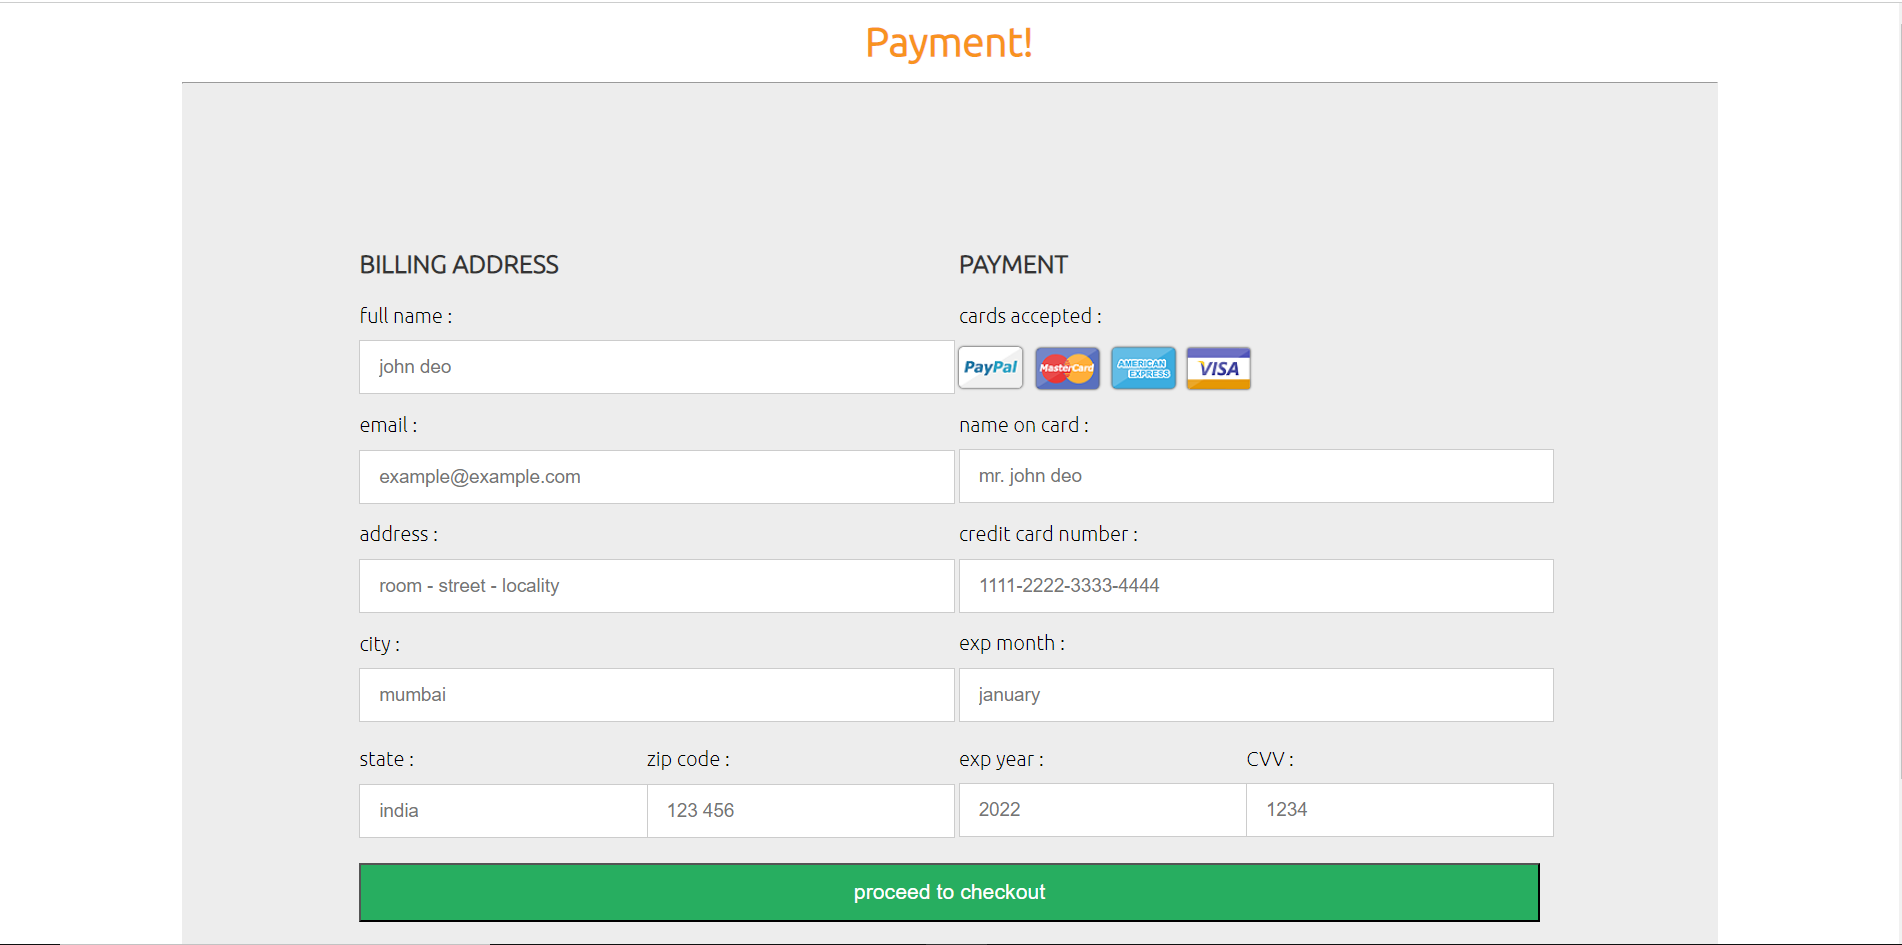 Payment!
BILLING ADDRESS
full name :
john deo
email :
example@example.com
address :
room - street - locality
city :
mumbai
state :
zip code :
india
123 456
PAYMENT
cards accepted :
PayPal
MasterCard
AMERICAN
EXPRESS
VISA
name on card :
mr. john deo
credit card number :
1111-2222-3333-4444
exp month :
january
exp year :
CVV :
2022
1234
proceed to checkout